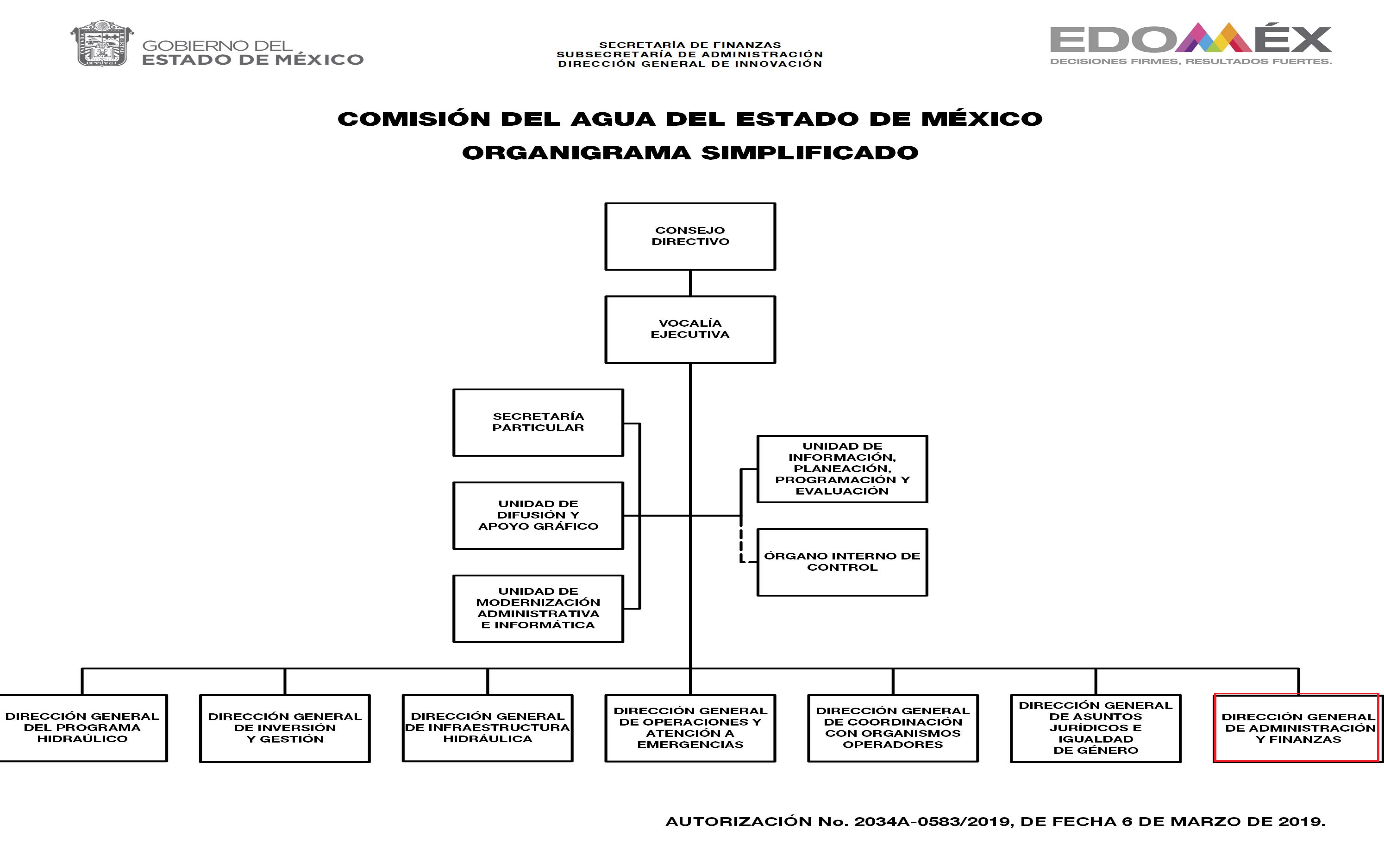 GOBIERNO DEL
ESTADO DE MÉXICO
SECRETARÍA DE FINANZAS
SUBSECRETARÍA DE ADMINISTRACIÓN
DIRECCIÓN GENERAL DE INNOVACIÓN
EDOMÉX
DECISIONES FIRMES, RESULTADOS FUERTES.
COMISIÓN DEL AGUA DEL ESTADO DE MÉXICO
ORGANIGRAMA SIMPLIFICADO
CONSEJO
DIRECTIVO
VOCALÍA
EJECUTIVA
SECRETARÍA
PARTICULAR
UNIDAD DE
DIFUSIÓN Y
APOYO GRÁFICO
UNIDAD DE
MODERNIZACIÓN
ADMINISTRATIVA
E INFORMÁTICA
UNIDAD DE
INFORMACIÓN,
PLANEACIÓN,
PROGRAMACIÓN Y
EVALUACIÓN
ÓRGANO INTERNO DE
CONTROL
DIRECCIÓN GENERAL
DEL PROGRAMA
HIDRAÚLICO
DIRECCIÓN GENERAL
DE INVERSIÓN
Y GESTIÓN
DIRECCIÓN GENERAL
DE INFRAESTRUCTURA
HIDRÁULICA
DIRECCIÓN GENERAL
DE OPERACIONES Y
ATENCIÓN A
EMERGENCIAS
DIRECCIÓN GENERAL
DE COORDINACIÓN
CON ORGANISMOS
OPERADORES
DIRECCIÓN GENERAL
DE ASUNTOS
JURÍDICOS E
IGUALDAD
DE GÉNERO
DIRECCIÓN GENERAL
DE ADMINISTRACIÓN
Y FINANZAS
AUTORIZACIÓN No. 2034A-0583/2019, DE FECHA 6 DE MARZO DE 2019.